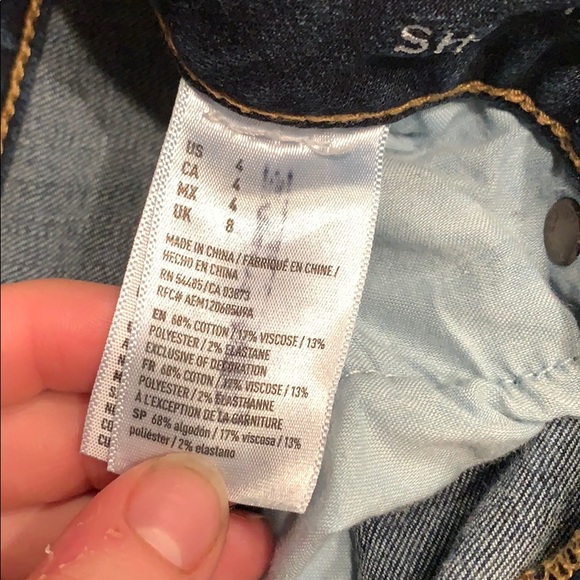 SH
US 4
CA 4
MX 4
UK 8
MADE IN CHINA / FABRIQUÉ EN CHINE /
HECHO EN CHINA
RN 54485/CA 03873
RFC# AEM120605U9A
EN 68% COTTON / 17% VISCOSE / 13%
POLYESTER / 2% ELASTANE
EXCLUSIVE OF DECORATION
FR 68% COTON / 17% VISCOSE / 13%
POLYESTER / 2% ÉLASTHANNE
À L'EXCEPTION DE LA GARNITURE
SP 68% algodón / 17% viscosa / 13%
poliéster / 2% elastano